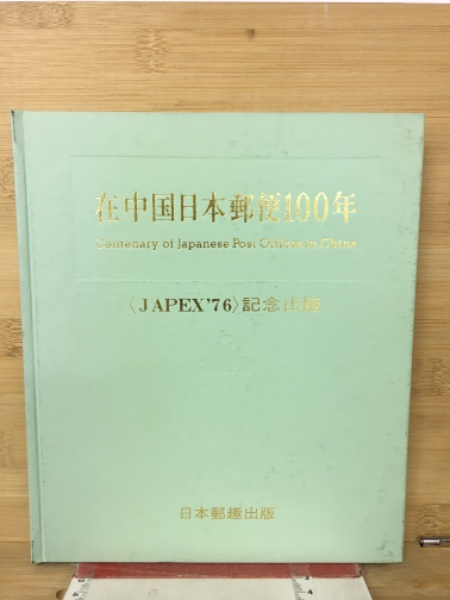 在中国日本郵便100年
Centenary of Japanese Post Offices in China
〈JAPEX'76〉記念出版
日本郵趣出版